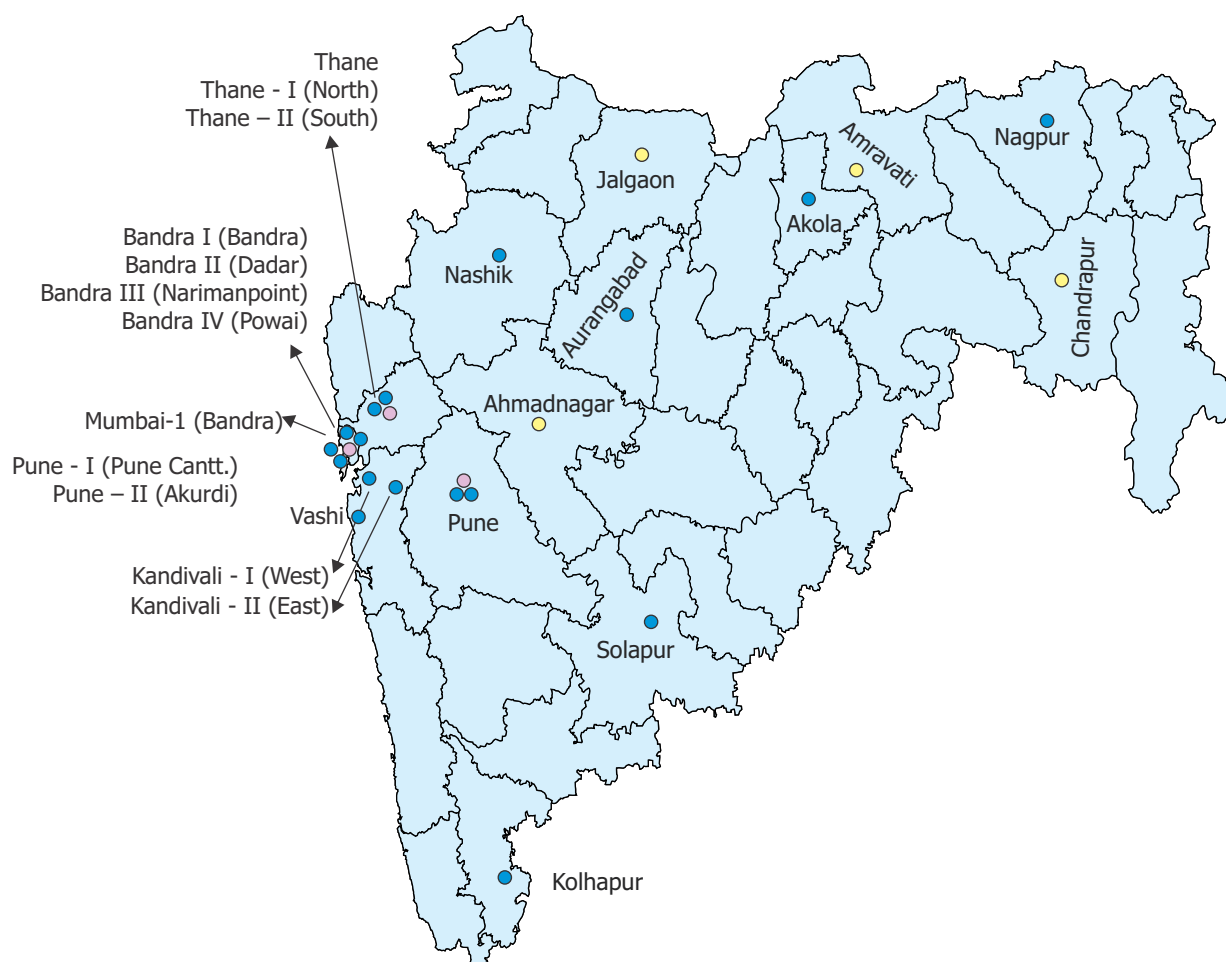 Thane
Thane - I (North)
Thane – II (South)
Bandra I (Bandra)
Bandra II (Dadar)
Bandra III (Narimanpoint)
Bandra IV (Powai)
Mumbai-1 (Bandra)
Pune - I (Pune Cantt.)
Pune – II (Akurdi)
Vashi
Kandivali - I (West)
Kandivali - II (East)
Jalgaon
Amravati
Nagpur
Akola
Nashik
Aurangabad
Chandrapur
Ahmadnagar
Pune
Solapur
Kolhapur